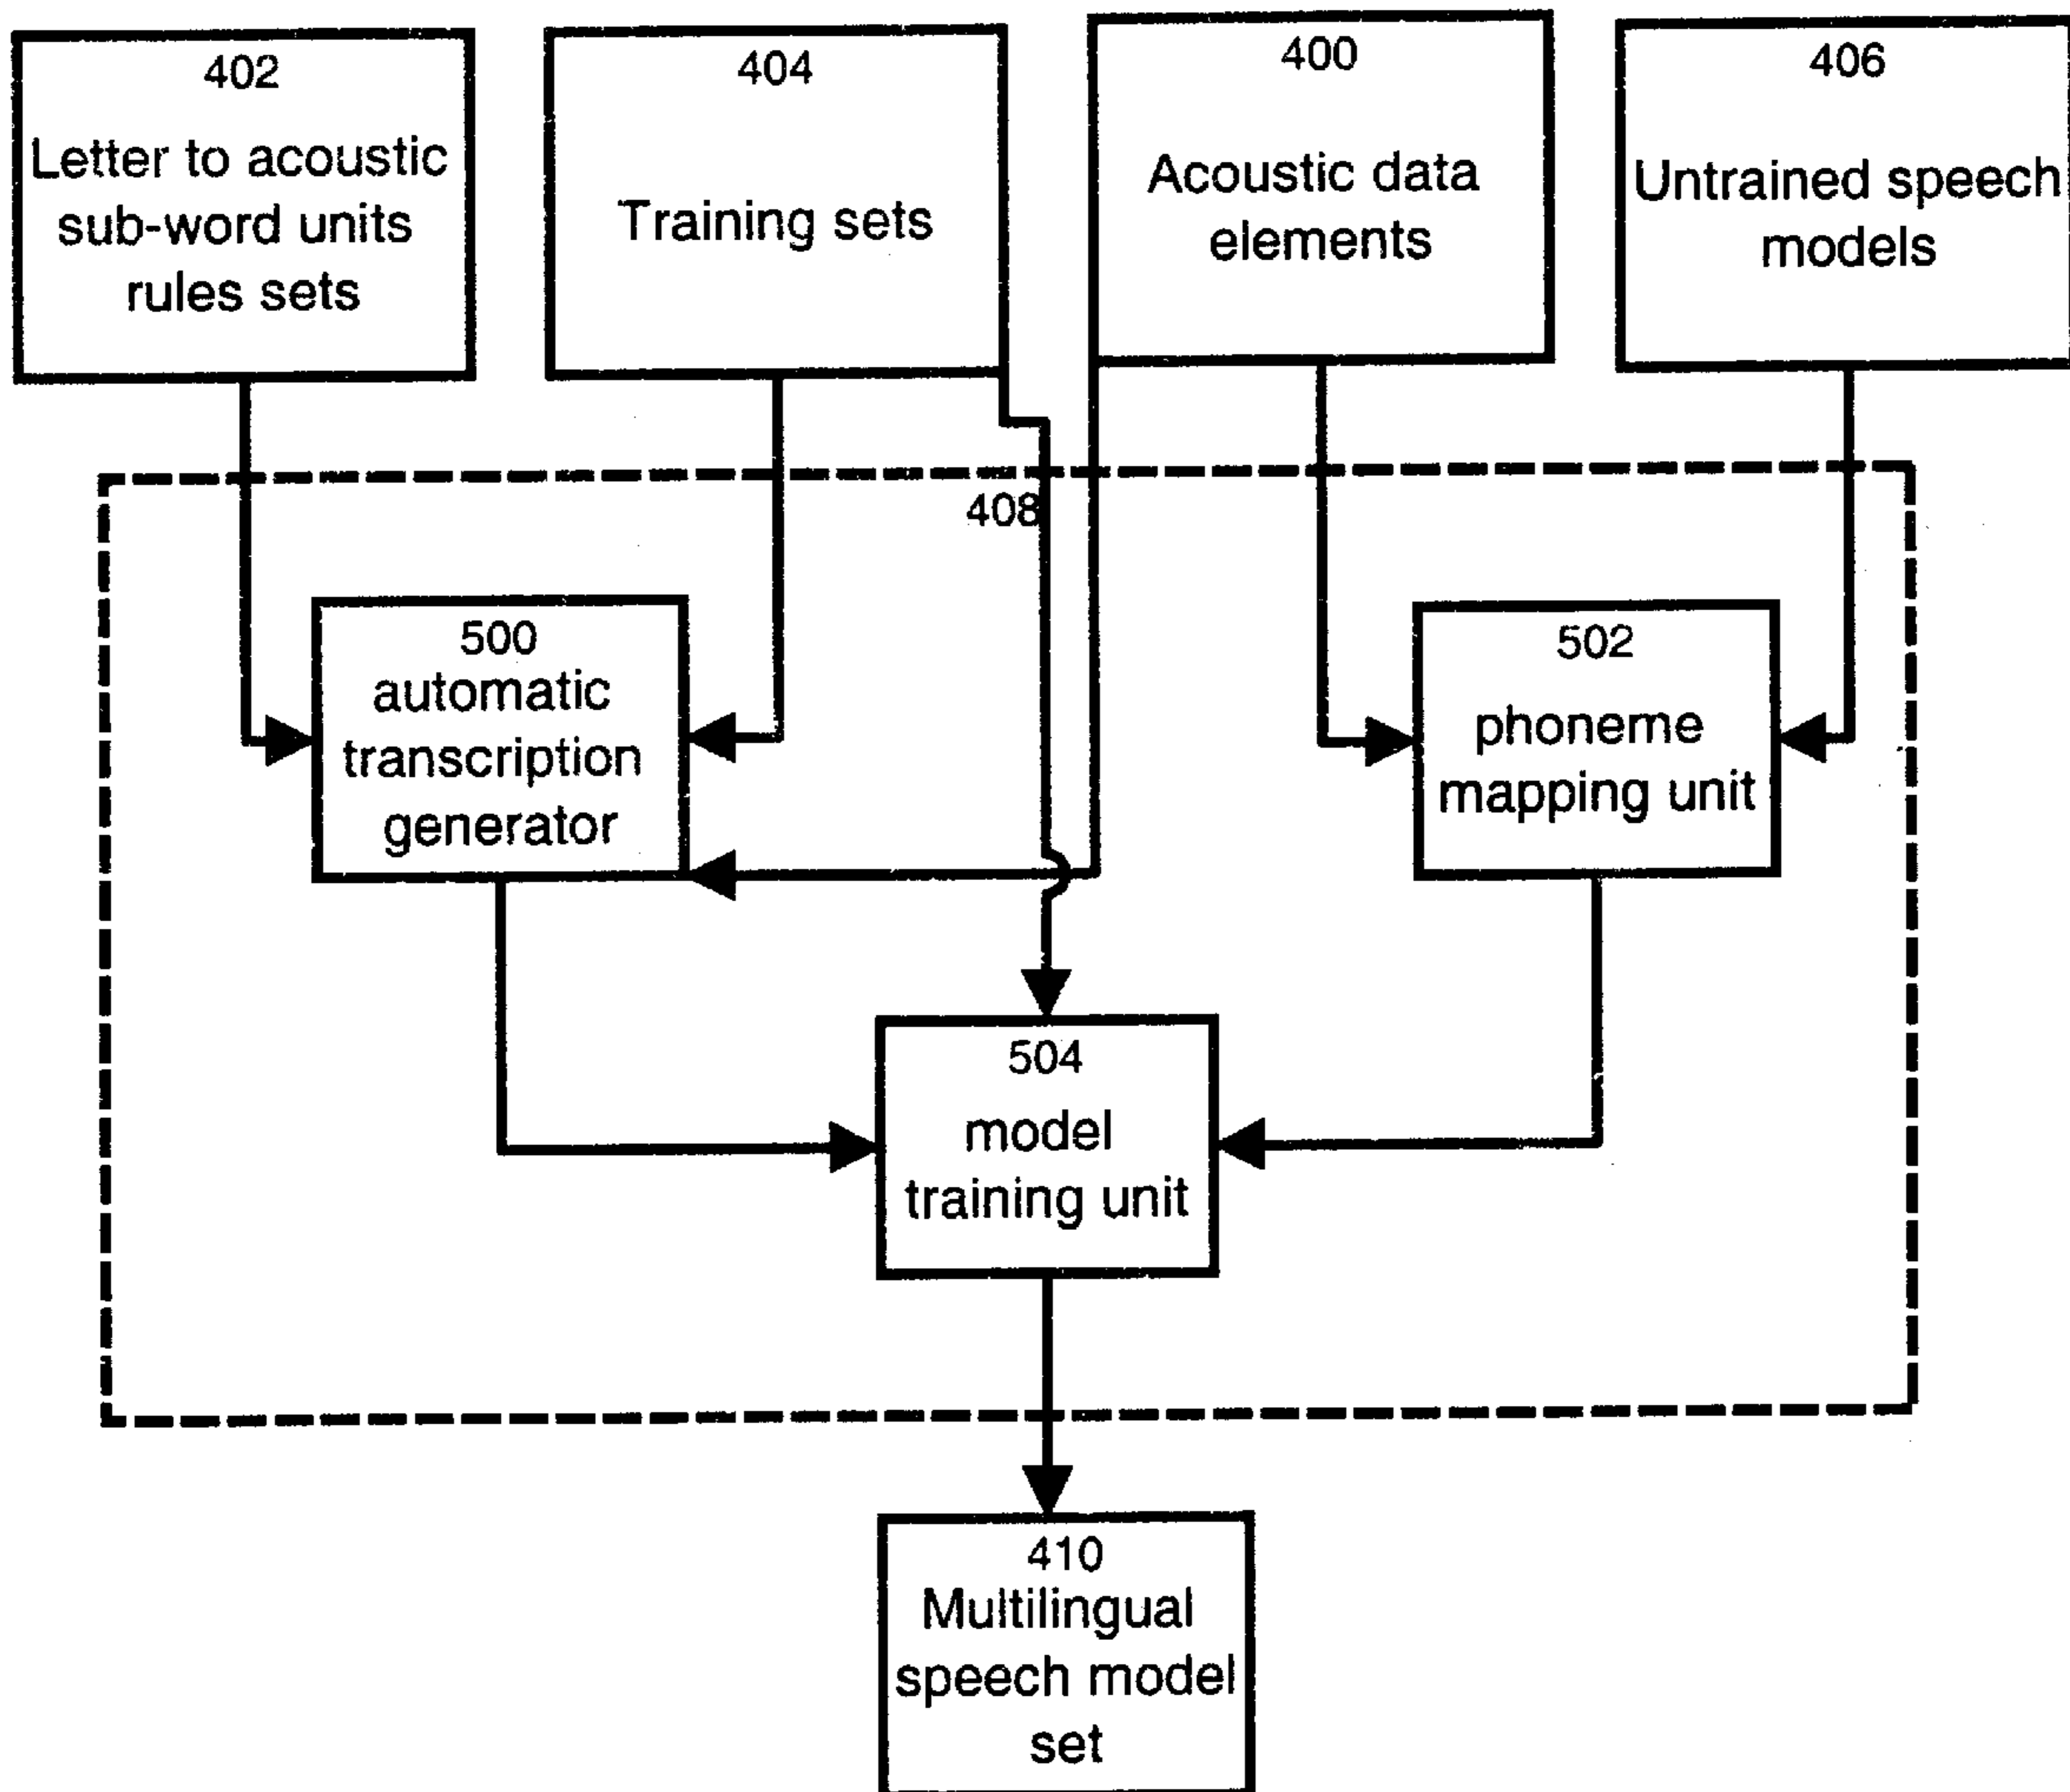 402
Letter to acoustic
sub-word units
rules sets
404
Training sets
400
Acoustic data
elements
406
Untrained speech
models
408
500
automatic
transcription
generator
502
phoneme
mapping unit
504
model
training unit
410
Multilingual
speech model
set